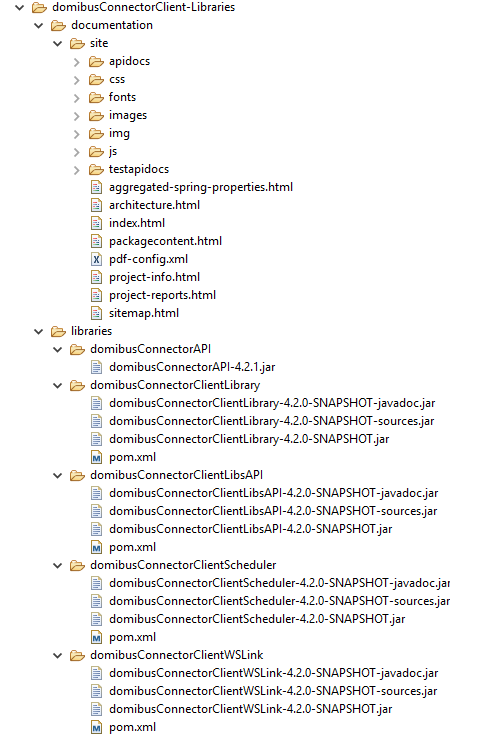 domibusConnectorClient-Libraries
documentation
site
apidocs
css
fonts
images
img
js
testapidocs
aggregated-spring-properties.html
architecture.html
index.html
packagecontent.html
pdf-config.xml
project-info.html
project-reports.html
sitemap.html
libraries
domibusConnectorAPI
domibusConnectorAPI-4.2.1.jar
domibusConnectorClientLibrary
domibusConnectorClientLibrary-4.2.0-SNAPSHOT-javadoc.jar
domibusConnectorClientLibrary-4.2.0-SNAPSHOT-sources.jar
domibusConnectorClientLibrary-4.2.0-SNAPSHOT.jar
pom.xml
domibusConnectorClientLibsAPI
domibusConnectorClientLibsAPI-4.2.0-SNAPSHOT-javadoc.jar
domibusConnectorClientLibsAPI-4.2.0-SNAPSHOT-sources.jar
domibusConnectorClientLibsAPI-4.2.0-SNAPSHOT.jar
pom.xml
domibusConnectorClientScheduler
domibusConnectorClientScheduler-4.2.0-SNAPSHOT-javadoc.jar
domibusConnectorClientScheduler-4.2.0-SNAPSHOT-sources.jar
domibusConnectorClientScheduler-4.2.0-SNAPSHOT.jar
pom.xml
domibusConnectorClientWSLink
domibusConnectorClientWSLink-4.2.0-SNAPSHOT-javadoc.jar
domibusConnectorClientWSLink-4.2.0-SNAPSHOT-sources.jar
domibusConnectorClientWSLink-4.2.0-SNAPSHOT.jar
pom.xml